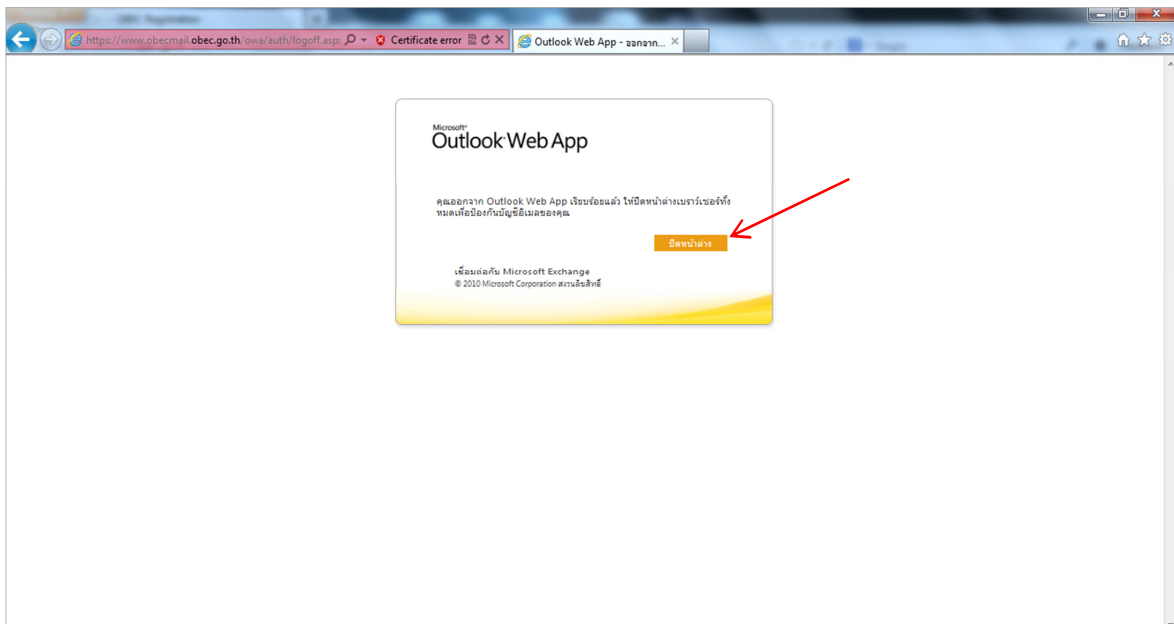 https://www.obecmail.obec.go.th/owa/auth/logoff.asp
Certificate error
Outlook Web App - ออกจาก...
Microsoft
Outlook Web App
คุณออกจาก Outlook Web App เรียบร้อยแล้ว ให้ปิดหน้าต่างเบราว์เซอร์ทั้ง
หมดเพื่อป้องกันบัญชีอีเมลของคุณ
ปิดหน้าต่าง
เชื่อมต่อกับ Microsoft Exchange
© 2010 Microsoft Corporation สงวนลิขสิทธิ์